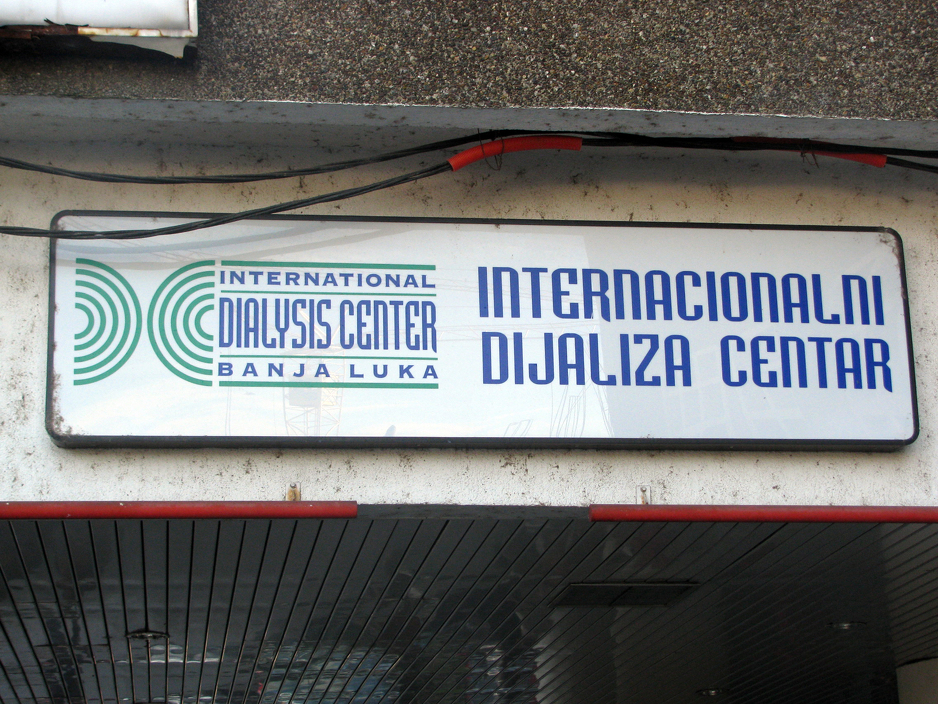 INTERNATIONAL
DIALYSIS CENTER
BANJA LUKA
INTERNACIONALNI
DIJALIZA CENTAR